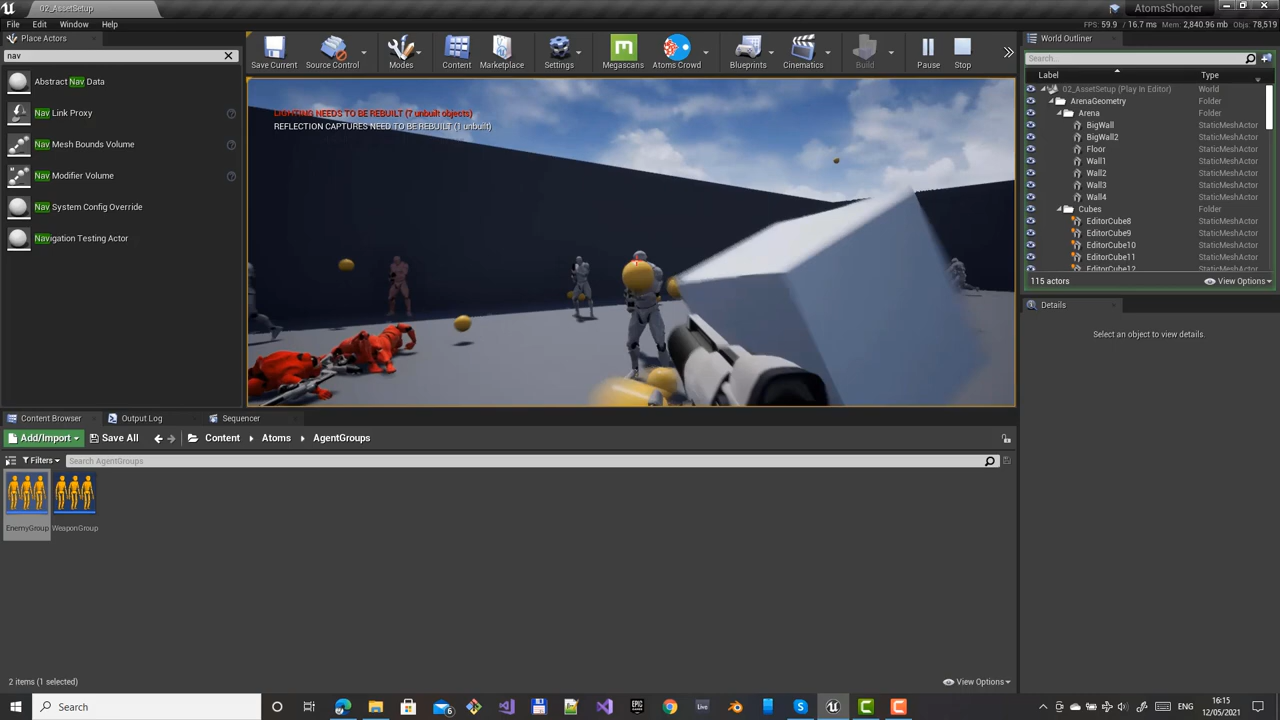 02_AssetSetup
AtomsShooter
File Edit Window Help
FPS: 59.9 / 16.7 ms Mem: 2,840.96 mb Objs: 78,519
Place Actors
nav
Abstract Nav Data
Nav Link Proxy
Nav Mesh Bounds Volume
Nav Modifier Volume
Nav System Config Override
Navigation Testing Actor
Save Current
Source Control
Modes
Content
Marketplace
Settings
Megascans
Atoms Crowd
Blueprints
Cinematics
Build
Pause
Stop
LIGHTING NEEDS TO BE REBUILT (7 unbuilt objects)
REFLECTION CAPTURES NEED TO BE REBUILT (1 unbuilt)
World Outliner
Search...
Label Type
02_AssetSetup (Play In Editor) World
ArenaGeometry Folder
Arena Folder
BigWall StaticMeshActor
BigWall2 StaticMeshActor
Floor StaticMeshActor
Wall1 StaticMeshActor
Wall2 StaticMeshActor
Wall3 StaticMeshActor
Wall4 StaticMeshActor
Cubes Folder
EditorCube8 StaticMeshActor
EditorCube9 StaticMeshActor
EditorCube10 StaticMeshActor
EditorCube11 StaticMeshActor
EditorCube12 StaticMeshActor
115 actors
View Options
Details
Select an object to view details.
Content Browser
Output Log
Sequencer
Add/Import
Save All
Content
Atoms
AgentGroups
Filters
Search AgentGroups
EnemyGroup
WeaponGroup
2 items (1 selected)
View Options
Search
6
Live
ENG
16:15
12/05/2021
EPIC
GAMES